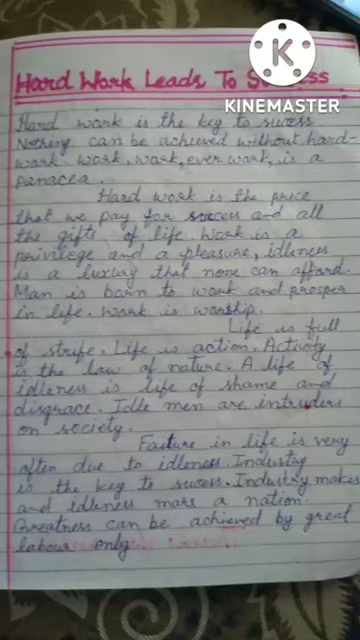 Hard Work Leads To Success
KINEMASTER
Hard work is the key to sucess
Nothing can be achieved without hard-
work work, work, ever work, is a
panacea.
Hard work is the price
that we pay for success and all
the gifts of life Work is a
privilege and a pleasure, idleness
is a luxury that none can afford.
Man is barn to work and prosper
in life. Work is worship.
Life is full
of strife. Life is action. Activity
is the law of nature. A life of
idleness is life of shame and
disgrace. Idle men are intruders
on society.
Faiture in life is very
often due to idleness. Industry
is the key to sucess. Industry makes
and idleness mars a nation.
Greatness can be achieved by great
labour only.